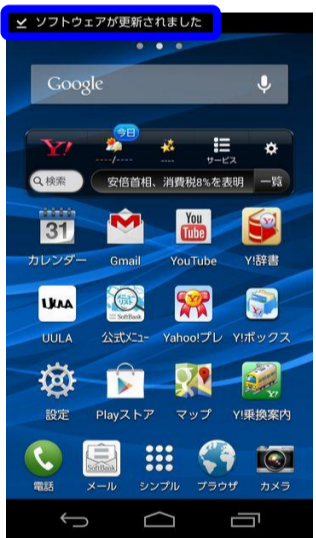 ソフトウェアが更新されました
Google
Y!
今日
----/----
----
サービス
検索
安倍首相、消費税8%を表明
一覧
31
You
Tube
カレンダー
Gmail
YouTube
Y!辞書
UULA
SoftBank
UULA
公式メニュー
Yahoo!プレ
Y!ボックス
設定
Playストア
マップ
Y!乗換案内
SoftBank
電話
メール
シンプル
ブラウザ
カメラ